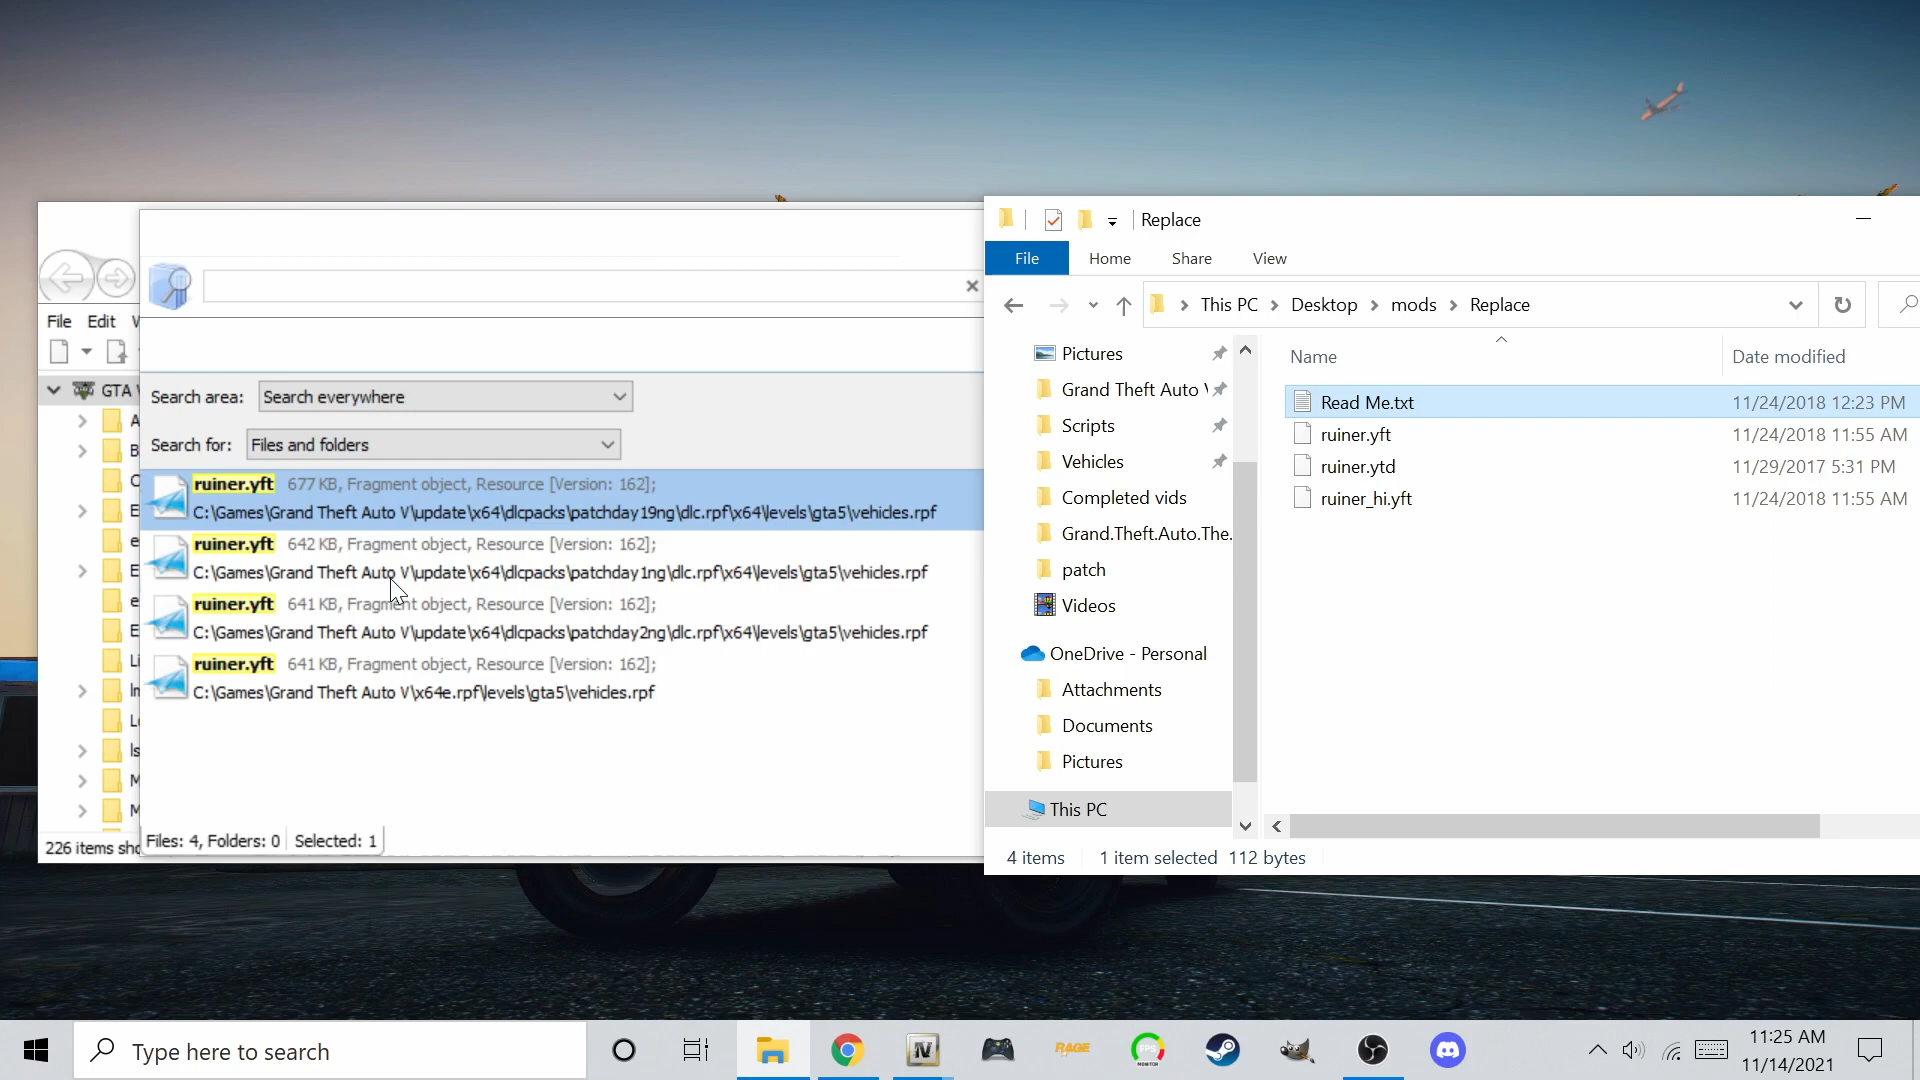 File Edit
GTA
226 items sho
Search area: Search everywhere
Search for: Files and folders
ruiner.yft 677 KB, Fragment object, Resource [Version: 162];
C:\Games\Grand Theft Auto V\update\x64\dlcpacks\patchday19ng\dlc.rpf\x64\levels\gta5\vehicles.rpf
ruiner.yft 642 KB, Fragment object, Resource [Version: 162];
C:\Games\Grand Theft Auto V\update\x64\dlcpacks\patchday1ng\dlc.rpf\x64\levels\gta5\vehicles.rpf
ruiner.yft 641 KB, Fragment object, Resource [Version: 162];
C:\Games\Grand Theft Auto V\update\x64\dlcpacks\patchday2ng\dlc.rpf\x64\levels\gta5\vehicles.rpf
ruiner.yft 641 KB, Fragment object, Resource [Version: 162];
C:\Games\Grand Theft Auto V\x64e.rpf\levels\gta5\vehicles.rpf
Files: 4, Folders: 0 Selected: 1
Replace
File Home Share View
This PC Desktop mods Replace
Pictures
Grand Theft Auto
Scripts
Vehicles
Completed vids
Grand.Theft.Auto.The.
patch
Videos
OneDrive - Personal
Attachments
Documents
Pictures
This PC
Name Date modified
Read Me.txt 11/24/2018 12:23 PM
ruiner.yft 11/24/2018 11:55 AM
ruiner.ytd 11/29/2017 5:31 PM
ruiner_hi.yft 11/24/2018 11:55 AM
4 items 1 item selected 112 bytes
Type here to search
RAGE
FPS
MONITOR
11:25 AM
11/14/2021